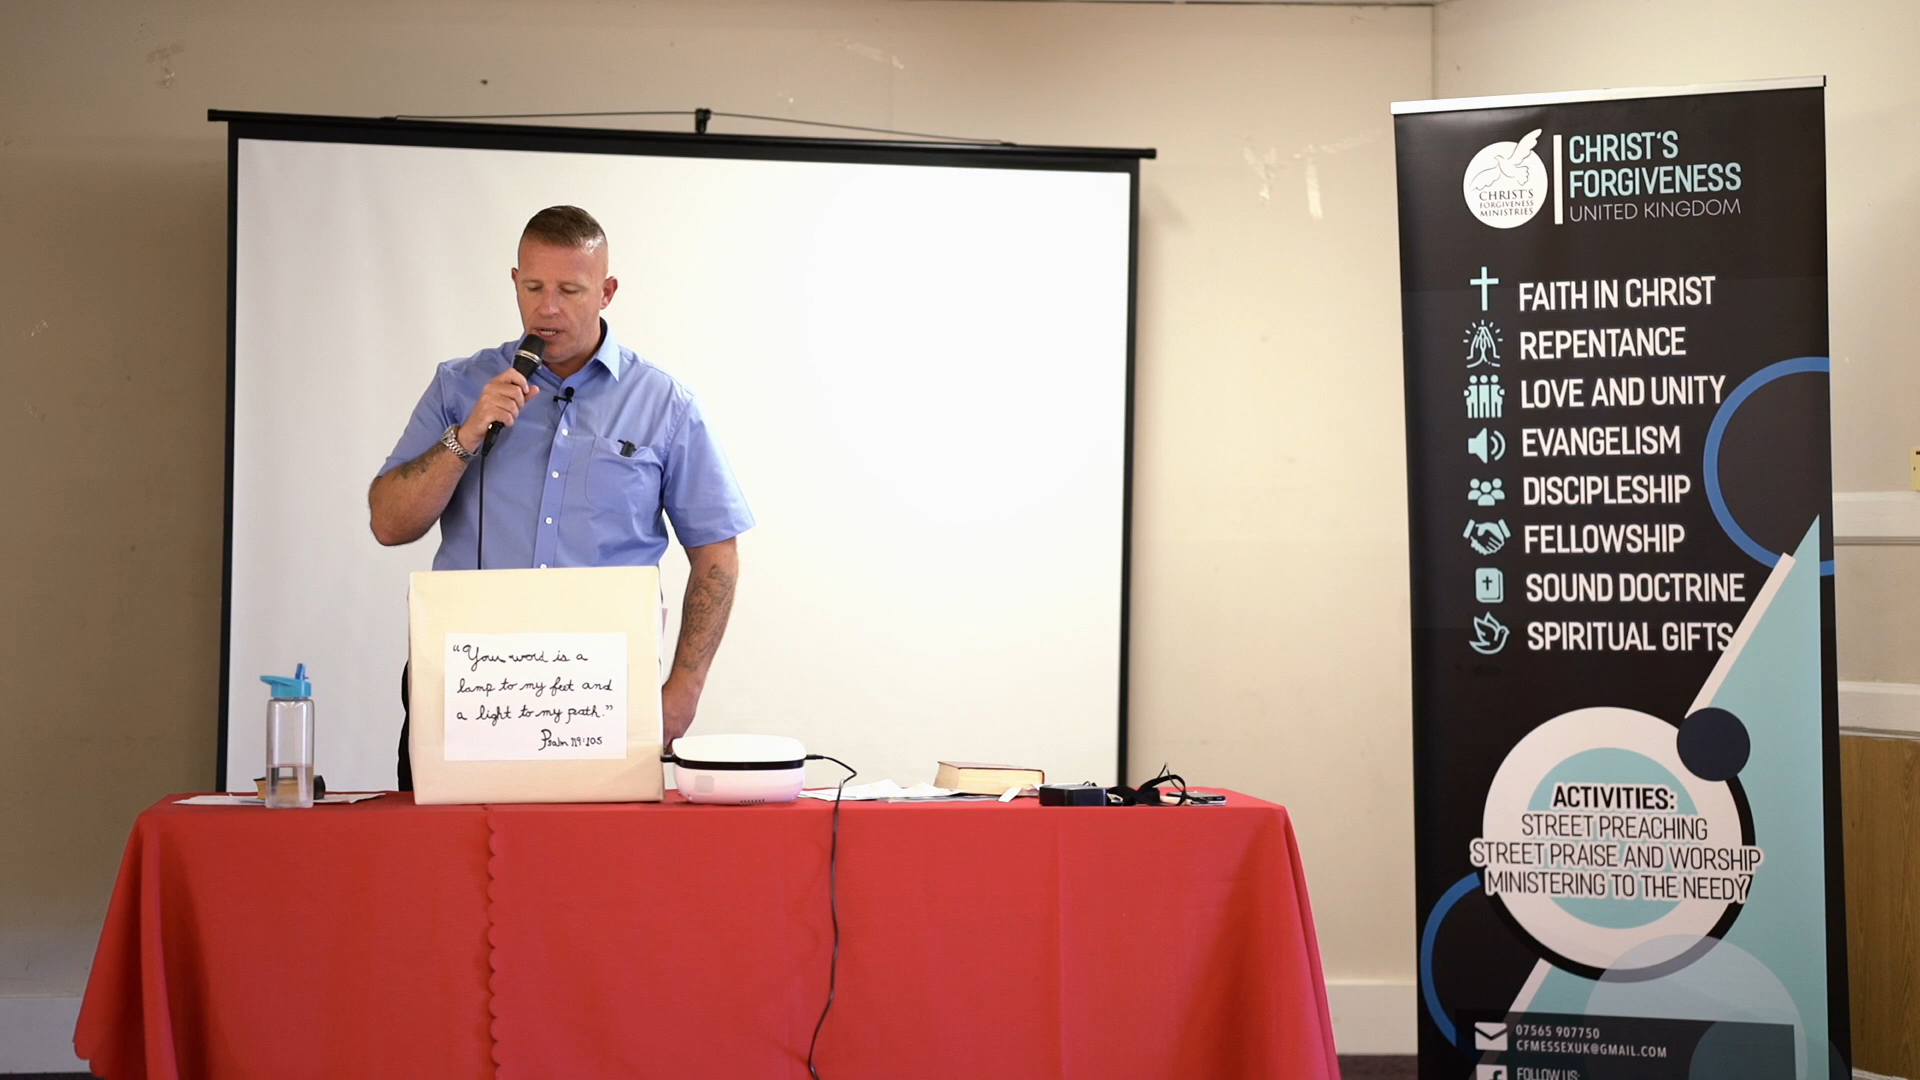 "Your word is a
lamp to my feet and
a light to my path."
Psalm 119:105
CHRIST'S
FORGIVENESS
MINISTRIES
CHRIST'S
FORGIVENESS
UNITED KINGDOM
FAITH IN CHRIST
REPENTANCE
LOVE AND UNITY
EVANGELISM
DISCIPLESHIP
FELLOWSHIP
SOUND DOCTRINE
SPIRITUAL GIFTS
ACTIVITIES:
STREET PREACHING
STREET PRAISE AND WORSHIP
MINISTERING TO THE NEEDY
07565 907750
CFMESSEXUK@GMAIL.COM
FOLLOW US: